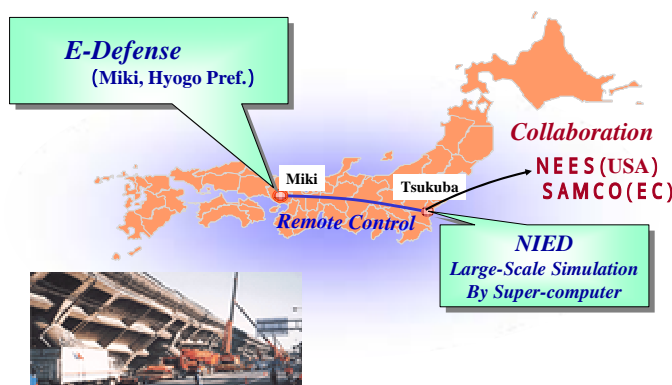 E-Defense
(Miki, Hyogo Pref.)
Collaboration
NEES(USA)
SAMCO(EC)
Miki
Tsukuba
Remote Control
NIED
Large-Scale Simulation
By Super-computer